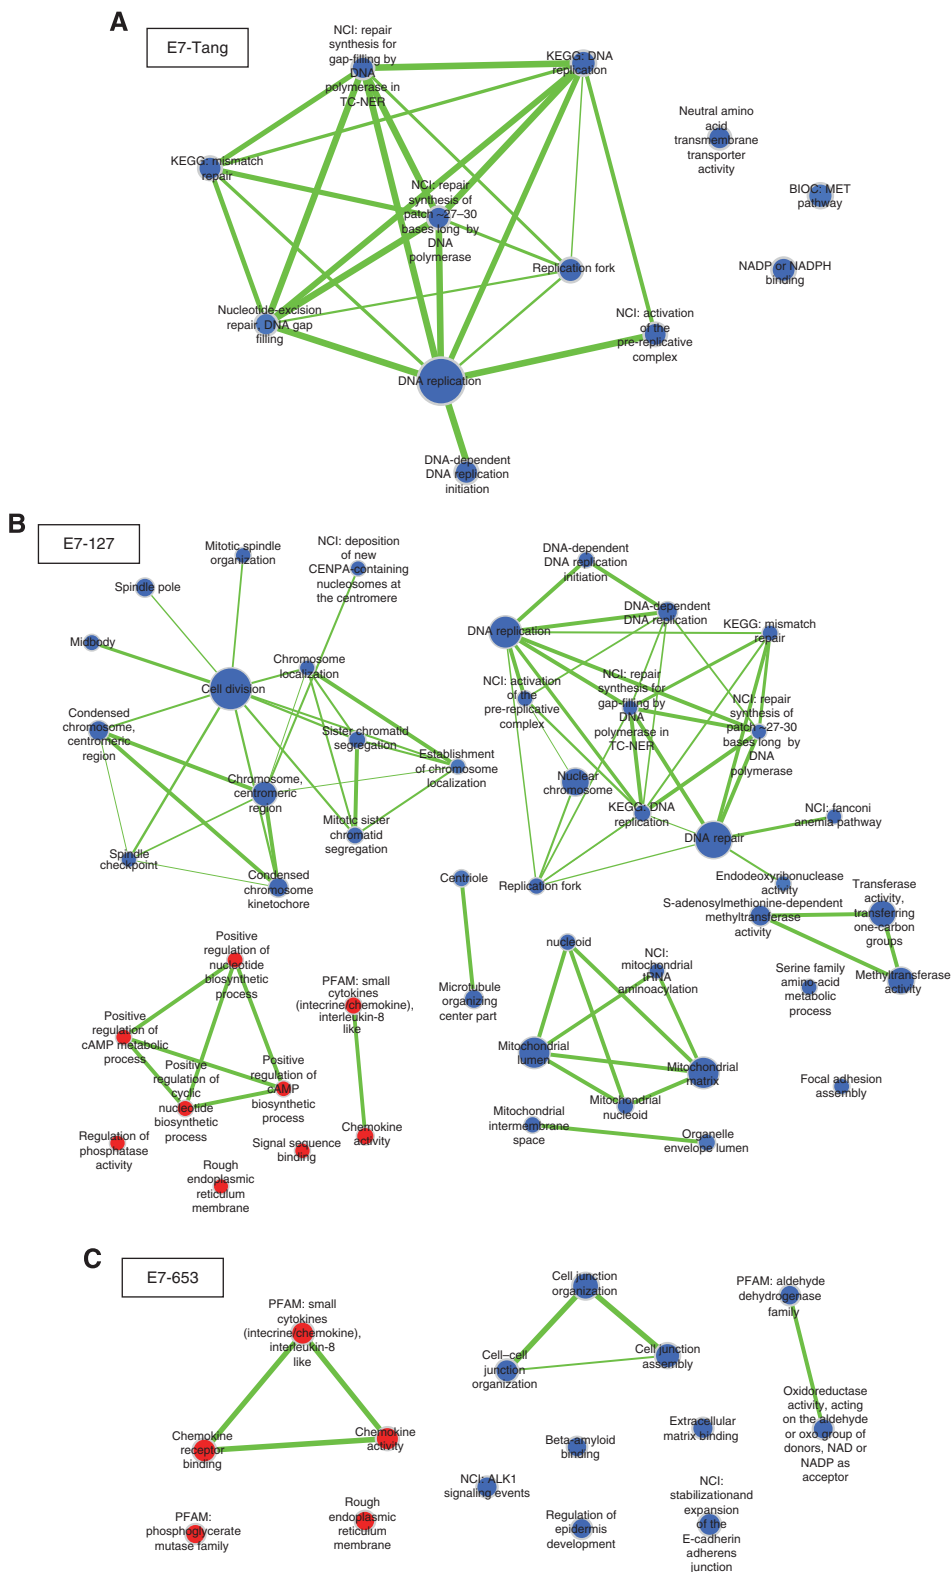 A
E7-Tang
NCI: repair
synthesis for
gap-filling by
DNA
polymerase in
TC-NER
KEGG: DNA
replication
Neutral amino
acid
transmembrane
transporter
activity
KEGG: mismatch
repair
BIOC: MET
pathway
NCI: repair
synthesis of
patch ~27–30
bases long by
DNA
polymerase
Replication fork
NADP or NADPH
binding
Nucleotide-excision
repair, DNA gap
filling
NCI: activation
of the
pre-replicative
complex
DNA replication
DNA-dependent
DNA replication
initiation
B
E7-127
Mitotic spindle
organization
NCI: deposition
of new
CENPA-containing
nucleosomes at
the centromere
Spindle pole
Midbody
Cell division
Chromosome
localization
Condensed
chromosome,
centromeric
region
Sister chromatid
segregation
Establishment
of chromosome
localization
Chromosome,
centromeric
region
Mitotic sister
chromatid
segregation
Spindle
checkpoint
Condensed
chromosome
kinetochore
DNA-dependent
DNA replication
initiation
DNA-dependent
DNA replication
DNA replication
KEGG: mismatch
repair
NCI: activation
of the
pre-replicative
complex
NCI: repair
synthesis for
gap-filling by
DNA
polymerase in
TC-NER
NCI: repair
synthesis of
patch ~27-30
bases long by
DNA
polymerase
Nuclear
chromosome
KEGG: DNA
replication
DNA repair
NCI: fanconi
anemia pathway
Replication fork
Endodeoxyribonuclease
activity
Centriole
Microtubule
organizing
center part
S-adenosylmethionine-dependent
methyltransferase
activity
Transferase
activity,
transferring
one-carbon
groups
Methyltransferase
activity
Serine family
amino-acid
metabolic
process
nucleoid
NCI:
mitochondrial
tRNA
aminoacylation
Mitochondrial
lumen
Mitochondrial
matrix
Mitochondrial
nucleoid
Mitochondrial
intermembrane
space
Organelle
envelope lumen
Focal adhesion
assembly
Positive
regulation of
nucleotide
biosynthetic
process
Positive
regulation of
cAMP metabolic
process
Positive
regulation of
cyclic
nucleotide
biosynthetic
process
Positive
regulation of
cAMP
biosynthetic
process
PFAM: small
cytokines
(intecrine/chemokine),
interleukin-8
like
Chemokine
activity
Regulation of
phosphatase
activity
Signal sequence
binding
Rough
endoplasmic
reticulum
membrane
C
E7-653
PFAM: small
cytokines
(intecrine/chemokine),
interleukin-8
like
Chemokine
receptor
binding
Chemokine
activity
PFAM:
phosphoglycerate
mutase family
Rough
endoplasmic
reticulum
membrane
Cell junction
organization
Cell–cell
junction
organization
Cell junction
assembly
PFAM: aldehyde
dehydrogenase
family
Oxidoreductase
activity, acting
on the aldehyde
or oxo group of
donors, NAD or
NADP as
acceptor
Extracellular
matrix binding
Beta-amyloid
binding
NCI: ALK1
signaling events
Regulation of
epidermis
development
NCI:
stabilizationand
expansion
of the
E-cadherin
adherens
junction